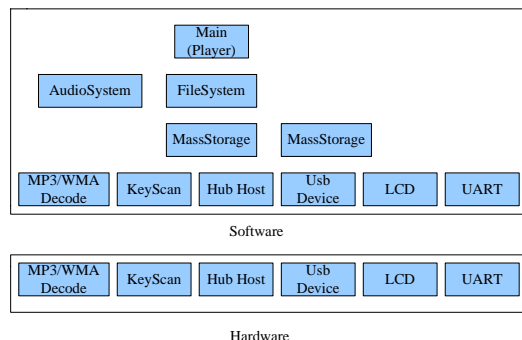 Main
(Player)
AudioSystem
FileSystem
MassStorage
MassStorage
MP3/WMA
Decode
KeyScan
Hub Host
Usb
Device
LCD
UART
Software
MP3/WMA
Decode
KeyScan
Hub Host
Usb
Device
LCD
UART
Hardware